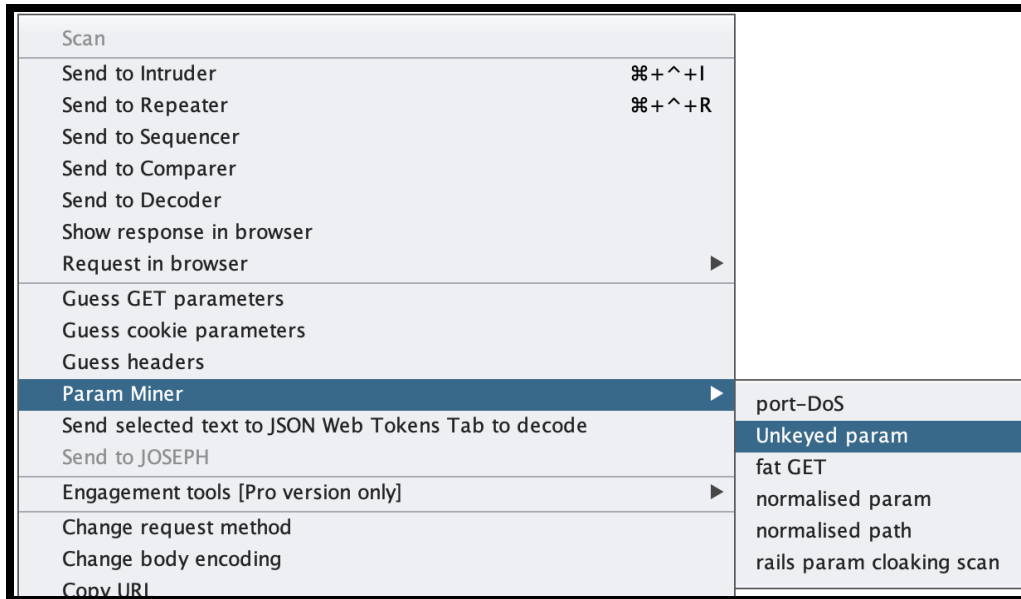 Scan
Send to Intruder ⌘+^+I
Send to Repeater ⌘+^+R
Send to Sequencer
Send to Comparer
Send to Decoder
Show response in browser
Request in browser
Guess GET parameters
Guess cookie parameters
Guess headers
Param Miner
Send selected text to JSON Web Tokens Tab to decode
Send to JOSEPH
Engagement tools [Pro version only]
Change request method
Change body encoding
Copy URL
port-DoS
Unkeyed param
fat GET
normalised param
normalised path
rails param cloaking scan